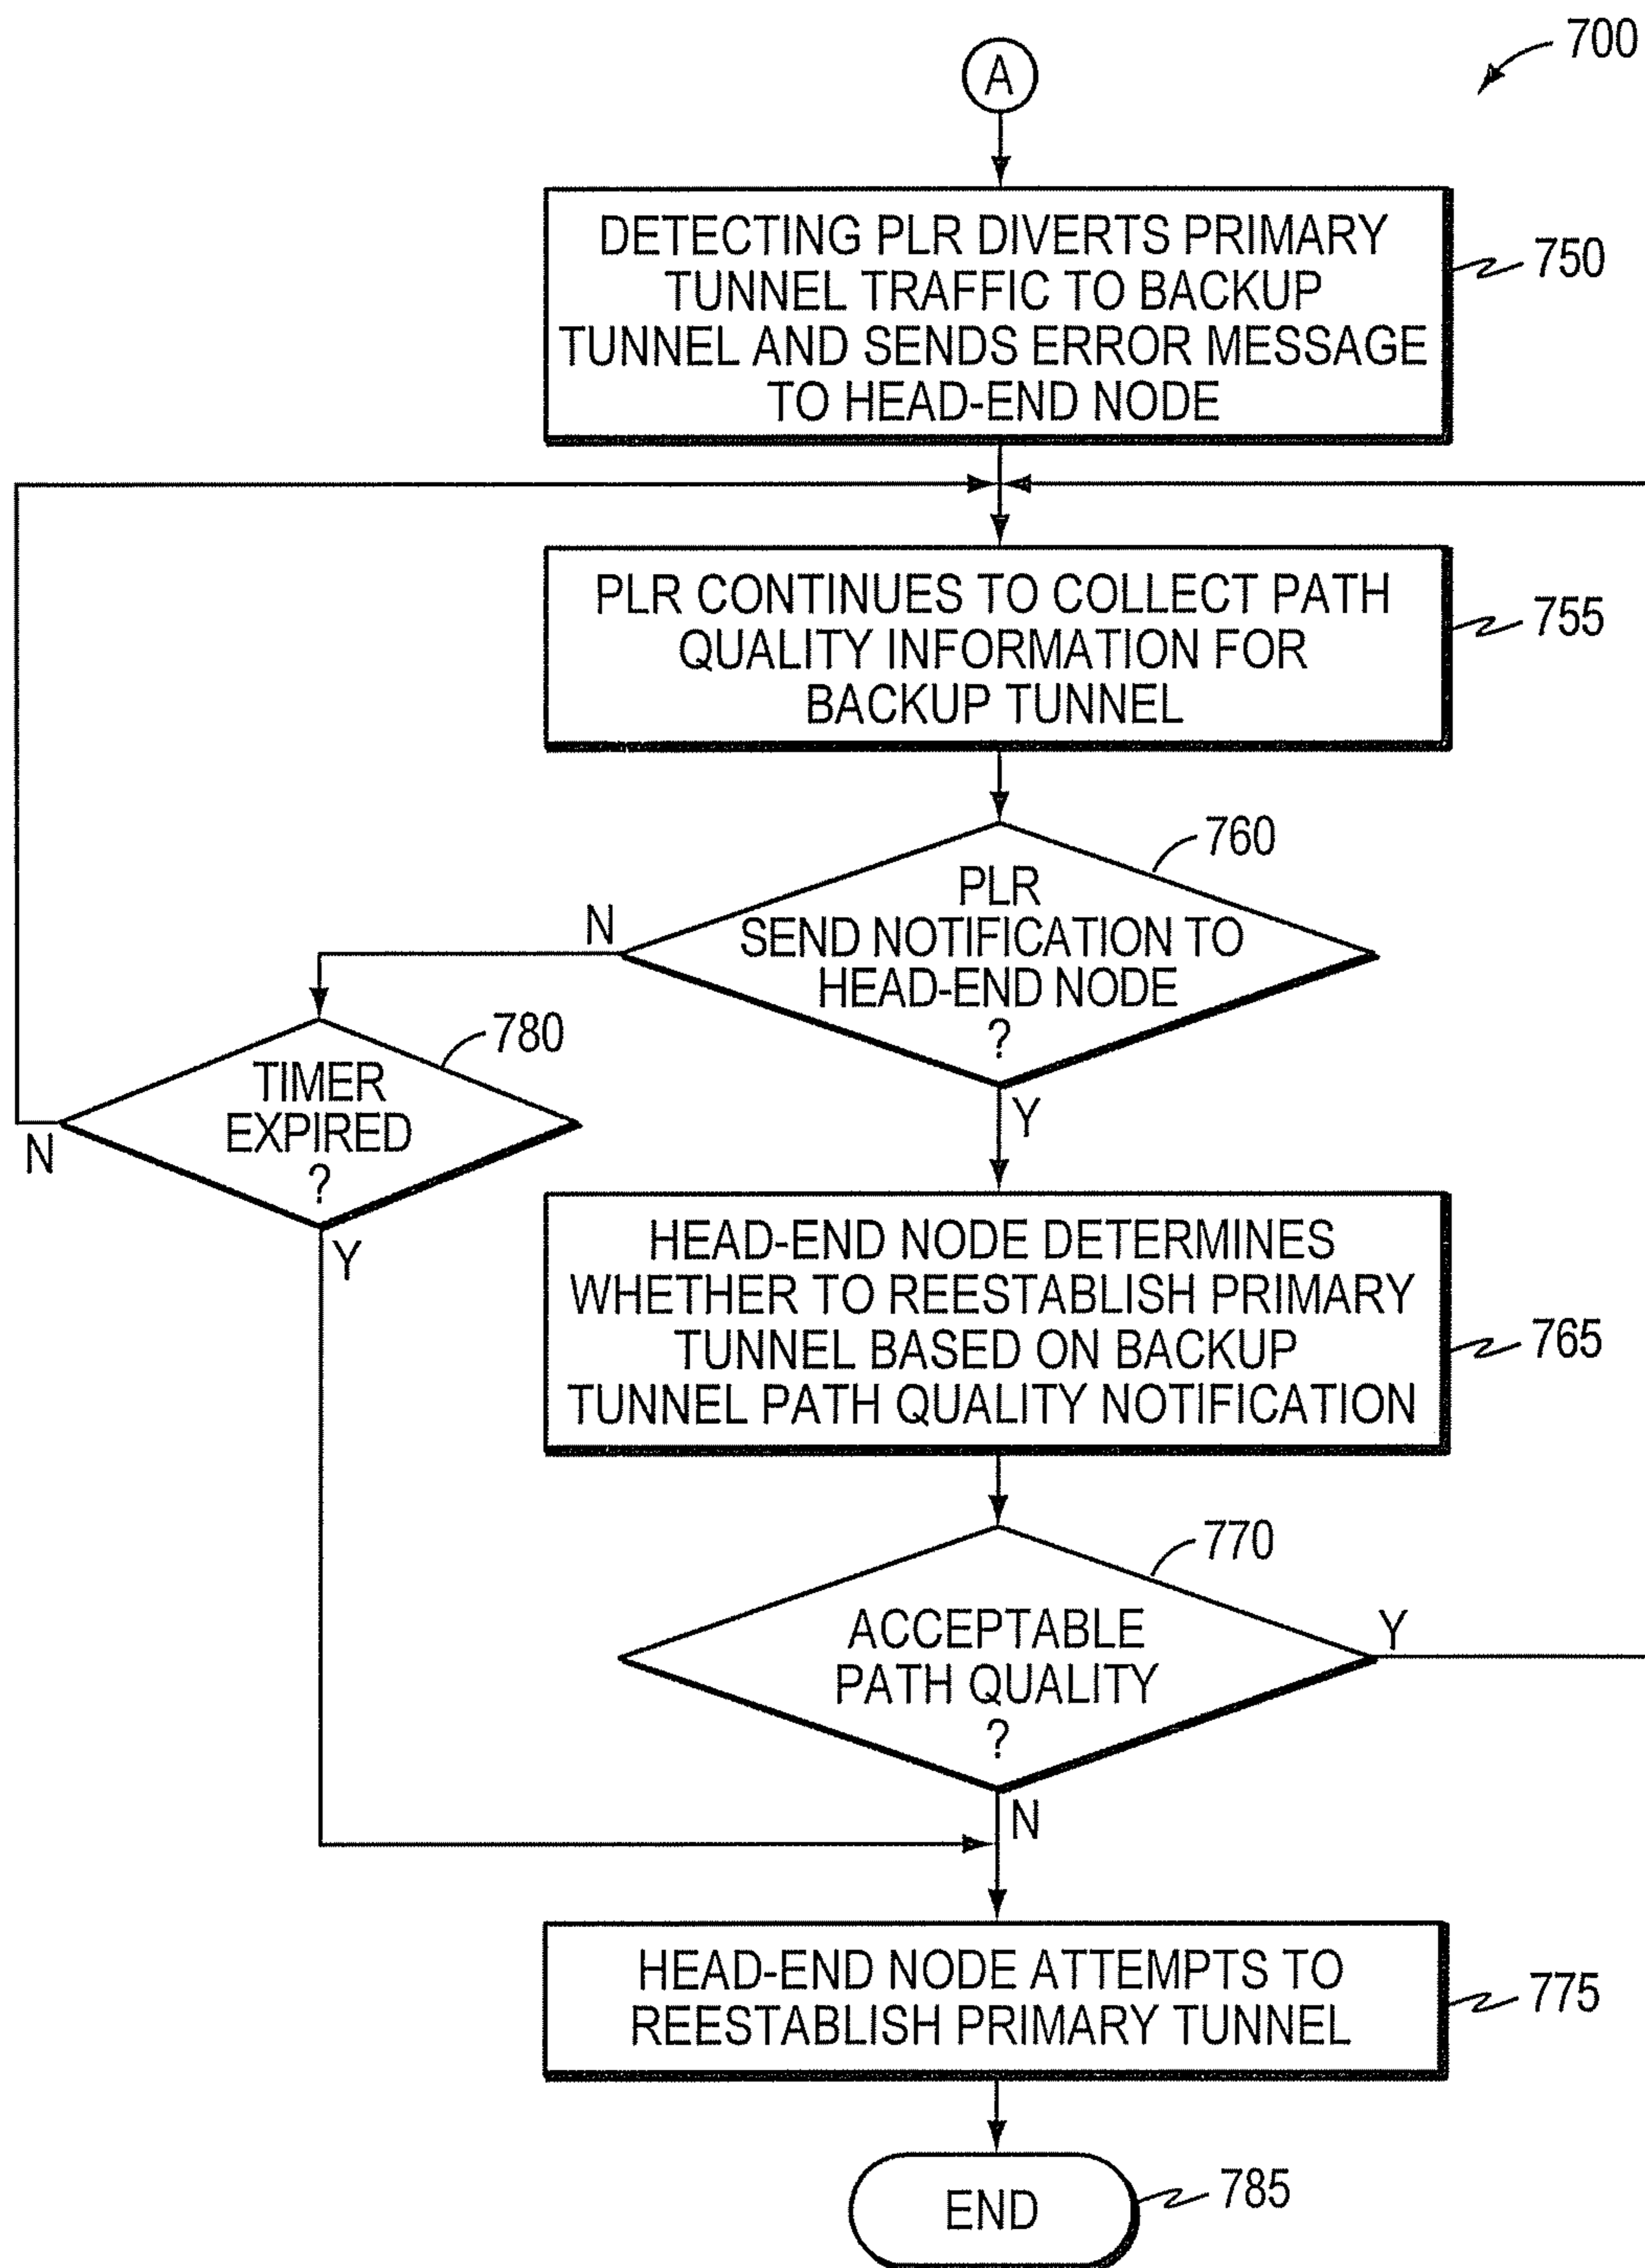 700
A
DETECTING PLR DIVERTS PRIMARY
TUNNEL TRAFFIC TO BACKUP
TUNNEL AND SENDS ERROR MESSAGE
TO HEAD-END NODE
750
PLR CONTINUES TO COLLECT PATH
QUALITY INFORMATION FOR
BACKUP TUNNEL
755
760
PLR
SEND NOTIFICATION TO
HEAD-END NODE
?
N
Y
780
TIMER
EXPIRED
?
N
Y
HEAD-END NODE DETERMINES
WHETHER TO REESTABLISH PRIMARY
TUNNEL BASED ON BACKUP
TUNNEL PATH QUALITY NOTIFICATION
765
770
ACCEPTABLE
PATH QUALITY
?
Y
N
HEAD-END NODE ATTEMPTS TO
REESTABLISH PRIMARY TUNNEL
775
END
785